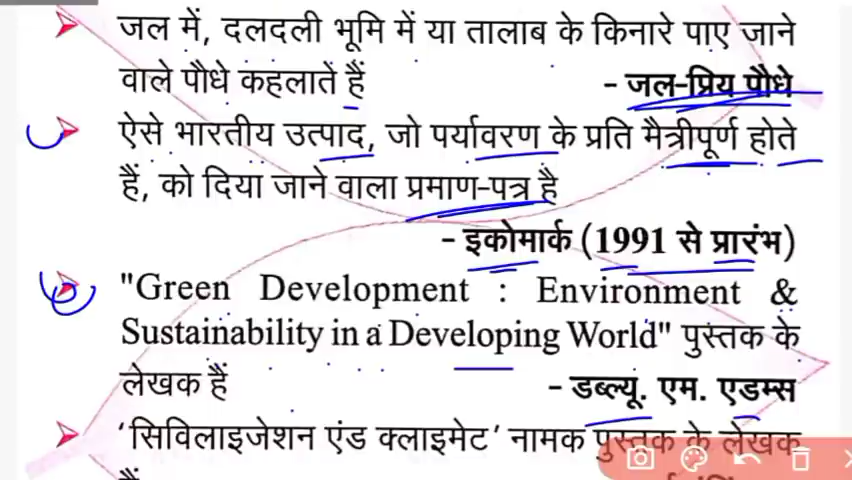 जल में, दलदली भूमि में या तालाब के किनारे पाए जाने
वाले पौधे कहलाते हैं - जल-प्रिय पौधे
ऐसे भारतीय उत्पाद, जो पर्यावरण के प्रति मैत्रीपूर्ण होते
हैं, को दिया जाने वाला प्रमाण-पत्र है
- इकोमार्क (1991 से प्रारंभ)
"Green Development : Environment &
Sustainability in a Developing World" पुस्तक के
लेखक हैं - डब्ल्यू. एम. एडम्स
'सिविलाइजेशन एंड क्लाइमेट' नामक पुस्तक के लेखक